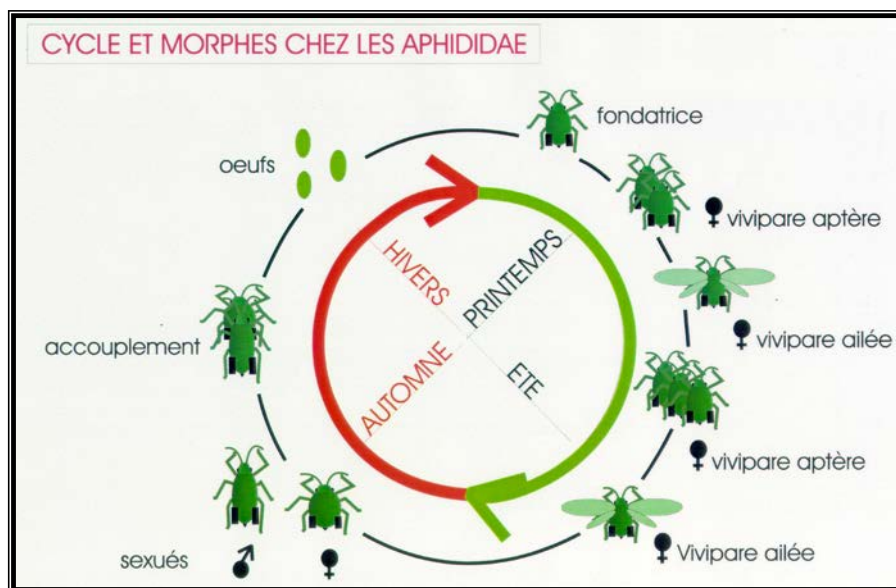 CYCLE ET MORPHES CHEZ LES APHIDIDAE
fondatrice
oeufs
♀ vivipare aptère
HIVERS
PRINTEMPS
♀ vivipare ailée
accouplement
AUTOMNE
ETE
♀ vivipare aptère
♀ Vivipare ailée
sexués ♂ ♀